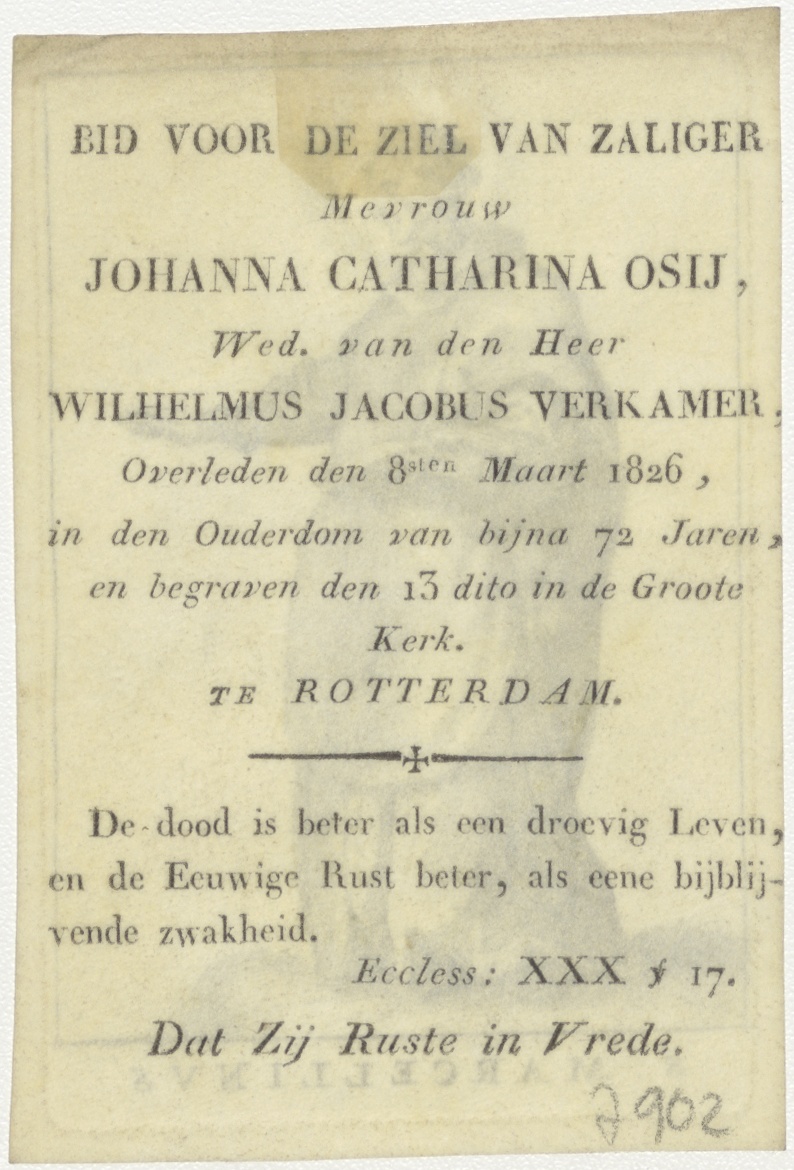 BID VOOR DE ZIEL VAN ZALIGER
Mevrouw
JOHANNA CATHARINA OSIJ,
Wed. van den Heer
WILHELMUS JACOBUS VERKAMER,
Overleden den 8sten Maart 1826,
in den Ouderdom van bijna 72 Jaren,
en begraven den 13 dito in de Groote
Kerk.
TE ROTTERDAM.
De dood is beter als een droevig Leven,
en de Eeuwige Rust beter, als eene bijblij-
vende zwakheid.
Eccless: XXX ℣ 17.
Dat Zij Ruste in Vrede.
MARCELLINVS
7902